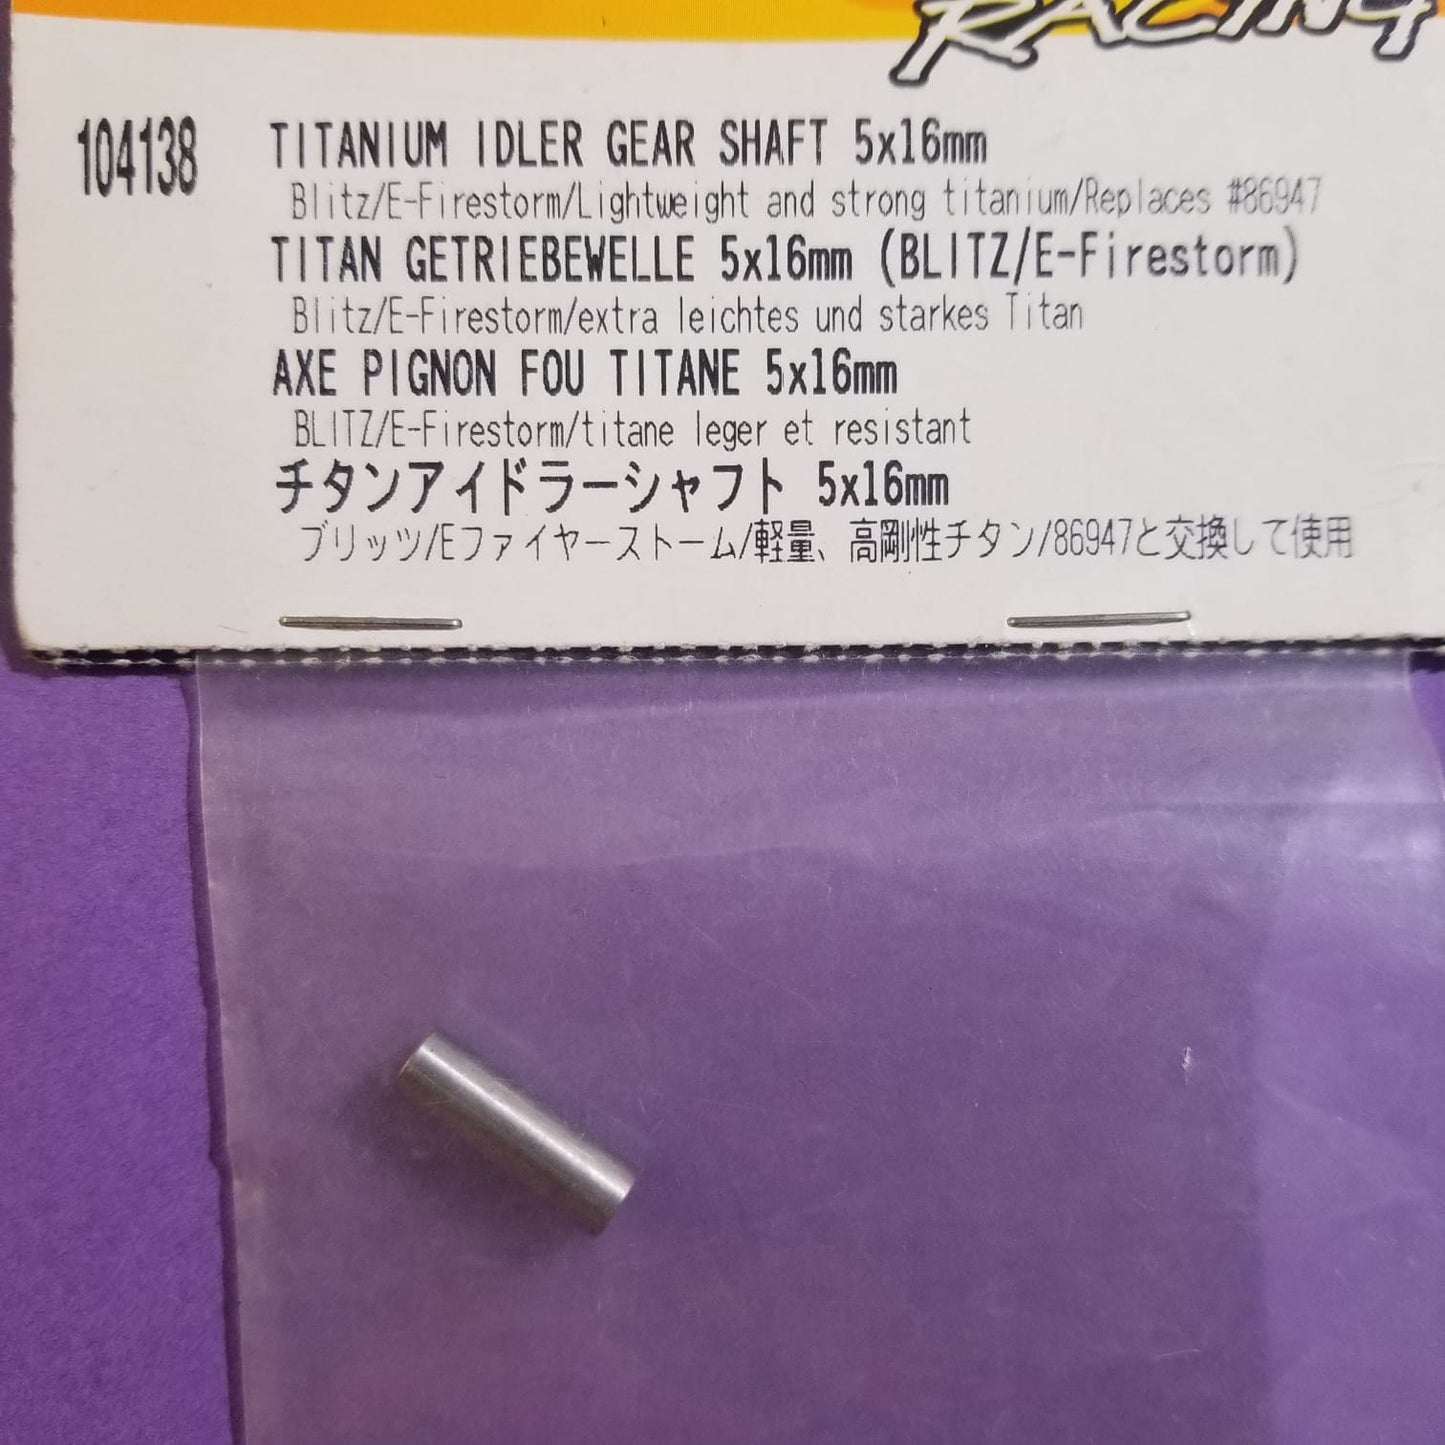 RACING
104138 TITANIUM IDLER GEAR SHAFT 5x16mm
Blitz/E-Firestorm/Lightweight and strong titanium/Replaces #86947
TITAN GETRIEBEWELLE 5x16mm (BLITZ/E-Firestorm)
Blitz/E-Firestorm/extra leichtes und starkes Titan
AXE PIGNON FOU TITANE 5x16mm
BLITZ/E-Firestorm/titane leger et resistant
チタンアイドラーシャフト 5x16mm
ブリッツ/Eファイヤーストーム/軽量、高剛性チタン/86947と交換して使用